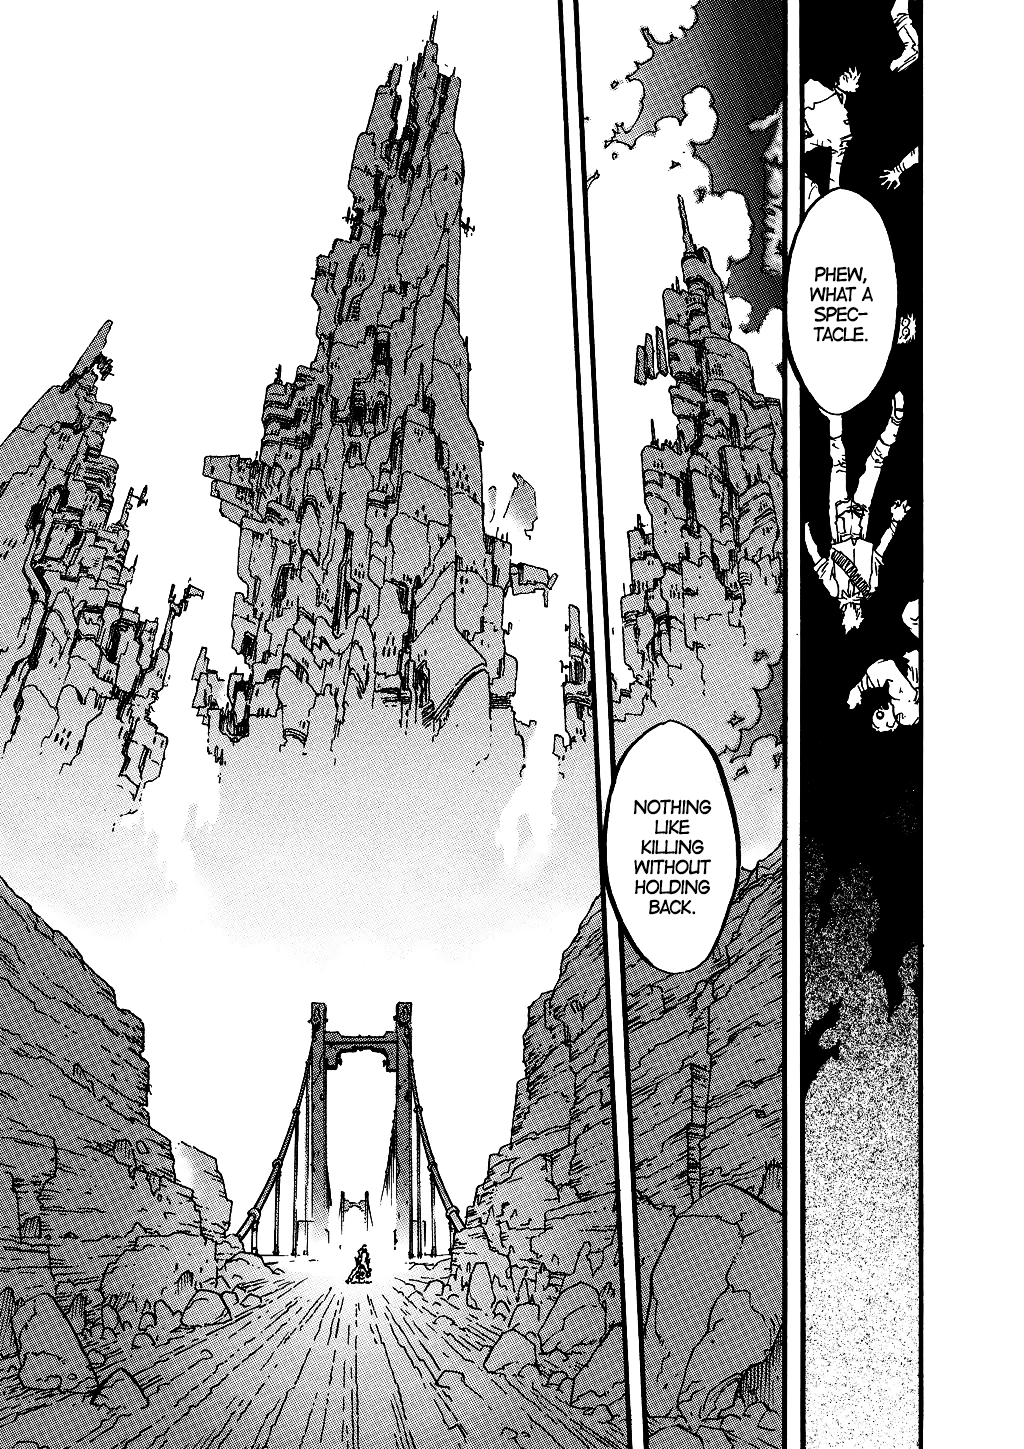 PHEW,
WHAT A
SPEC-
TACLE.
NOTHING
LIKE
KILLING
WITHOUT
HOLDING
BACK.